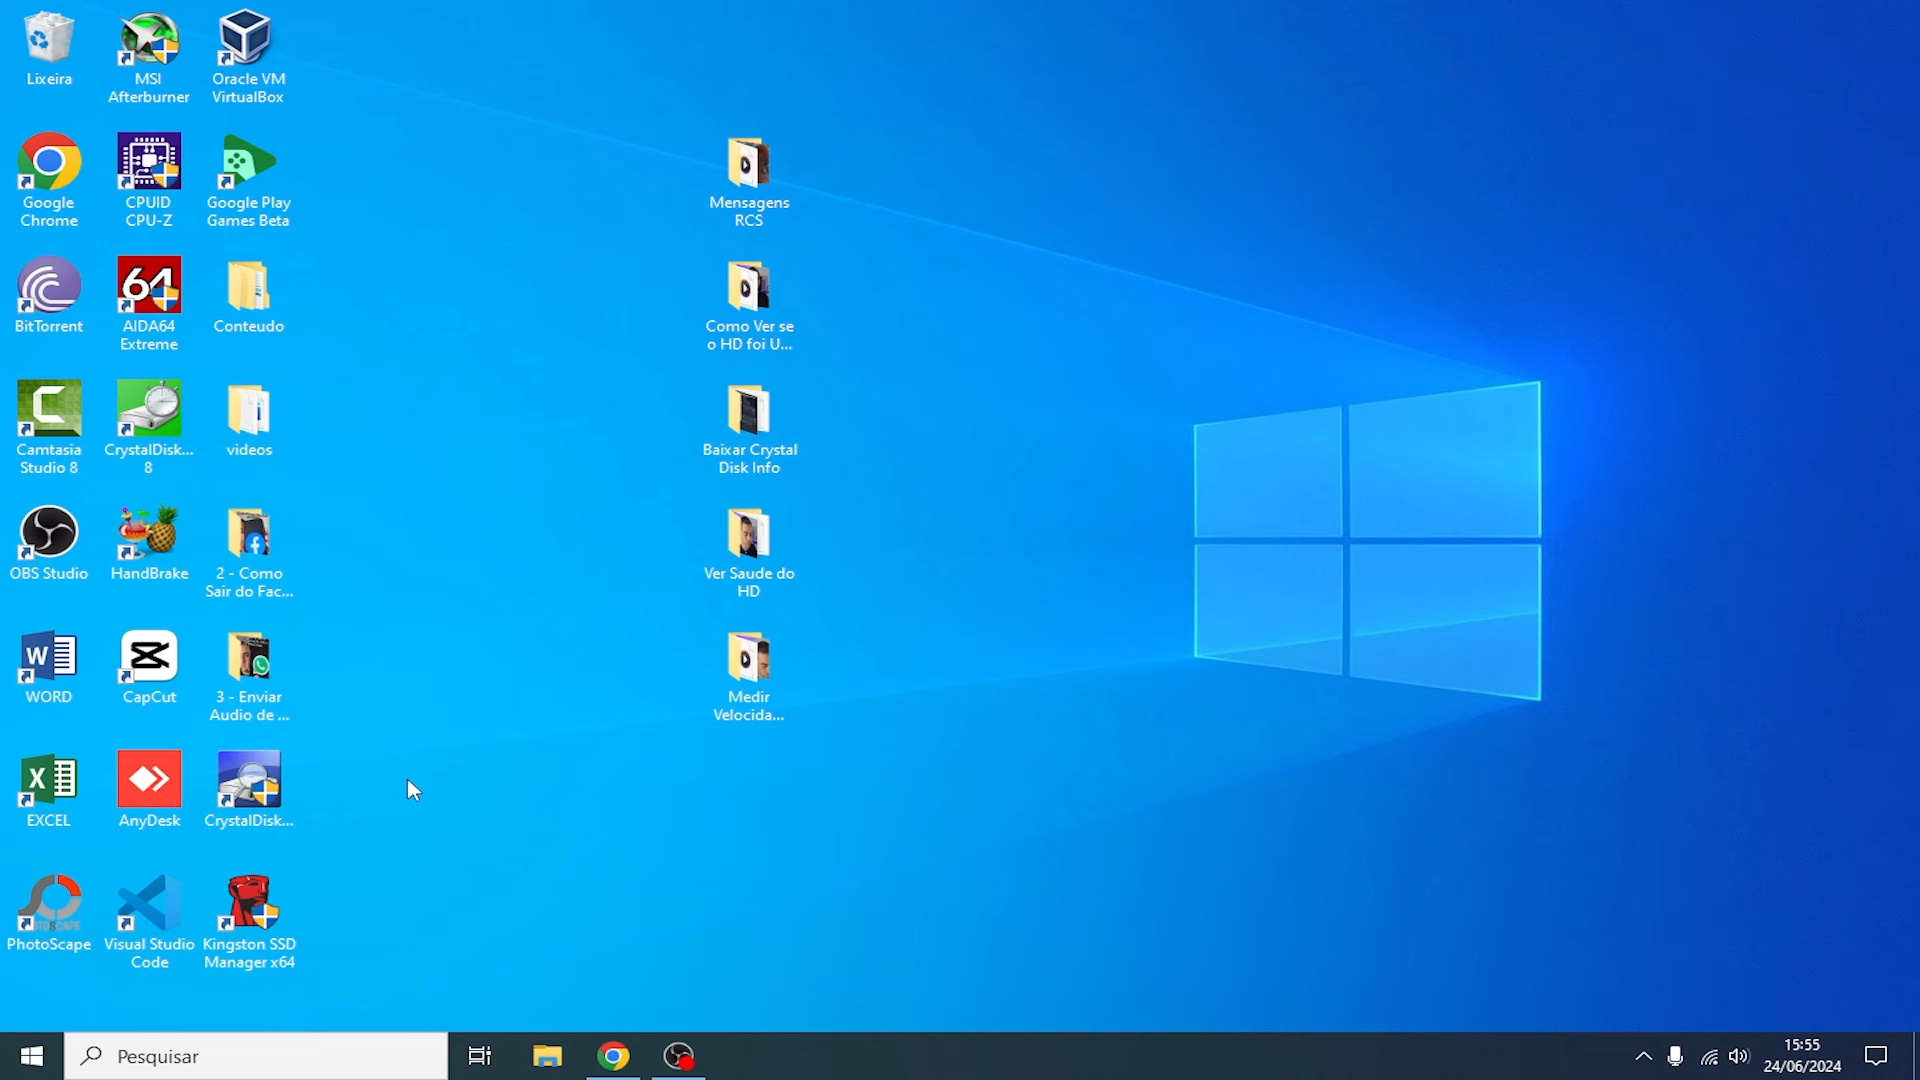 Lixeira
MSI
Afterburner
Oracle VM
VirtualBox
Google
Chrome
CPUID
CPU-Z
Google Play
Games Beta
Mensagens
RCS
BitTorrent
64
AIDA64
Extreme
Conteudo
Como Ver se
o HD foi U...
Camtasia
Studio 8
CrystalDisk...
8
videos
Baixar Crystal
Disk Info
OBS Studio
HandBrake
2 - Como
Sair do Fac...
Ver Saude do
HD
W
WORD
CapCut
3 - Enviar
Audio de ...
Medir
Velocida...
X
EXCEL
AnyDesk
CrystalDisk...
PhotoScape
Visual Studio
Code
Kingston SSD
Manager x64
Pesquisar
15:55
24/06/2024